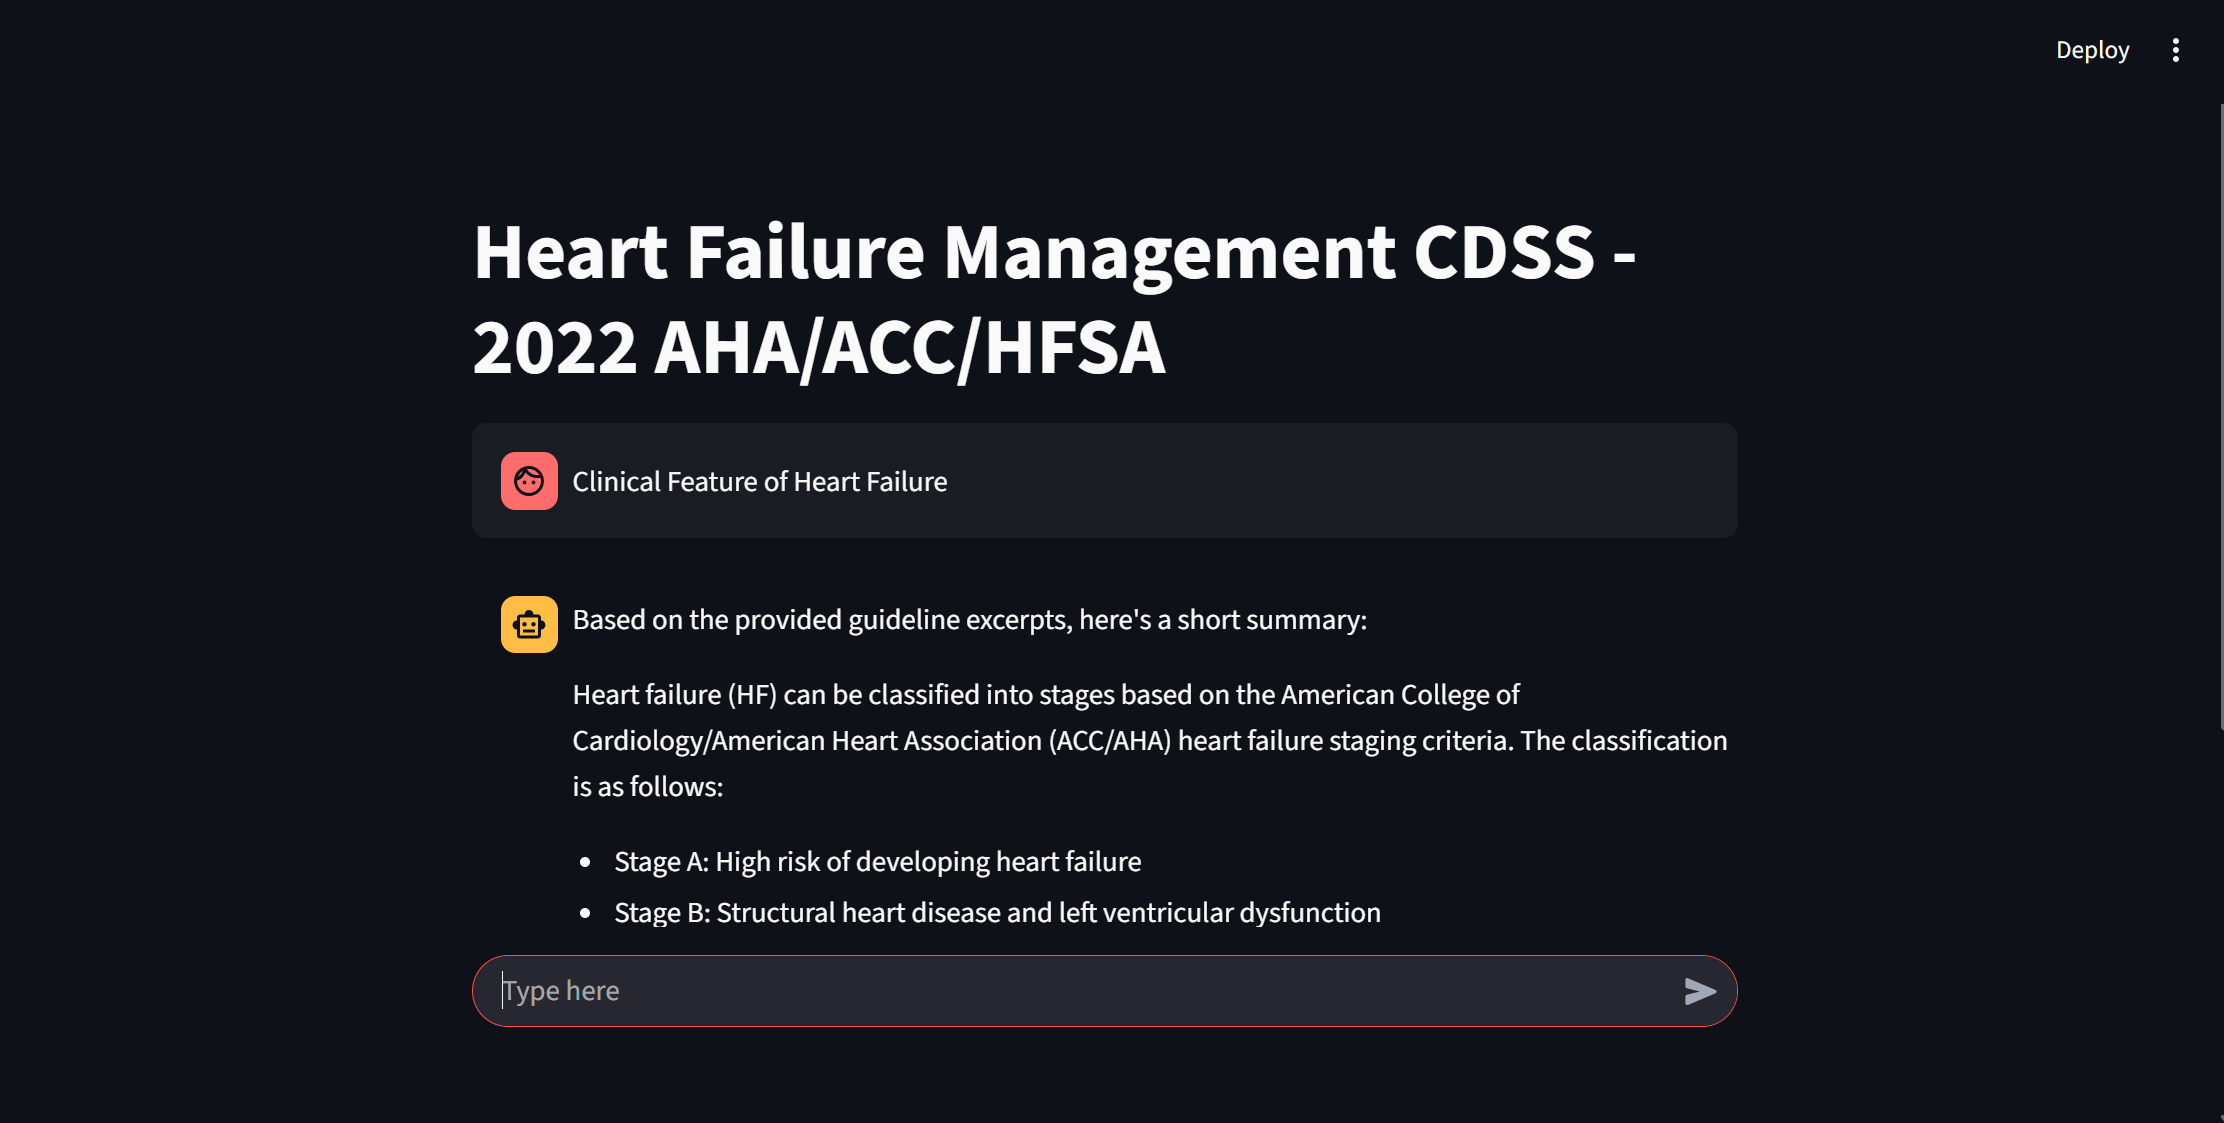 Deploy
Heart Failure Management CDSS -
2022 AHA/ACC/HFSA
Clinical Feature of Heart Failure
Based on the provided guideline excerpts, here's a short summary:
Heart failure (HF) can be classified into stages based on the American College of
Cardiology/American Heart Association (ACC/AHA) heart failure staging criteria. The classification
is as follows:
• Stage A: High risk of developing heart failure
• Stage B: Structural heart disease and left ventricular dysfunction
Type here